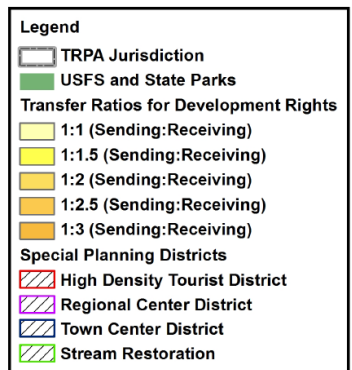 Legend
TRPA Jurisdiction
USFS and State Parks
Transfer Ratios for Development Rights
1:1 (Sending:Receiving)
1:1.5 (Sending:Receiving)
1:2 (Sending:Receiving)
1:2.5 (Sending:Receiving)
1:3 (Sending:Receiving)
Special Planning Districts
High Density Tourist District
Regional Center District
Town Center District
Stream Restoration